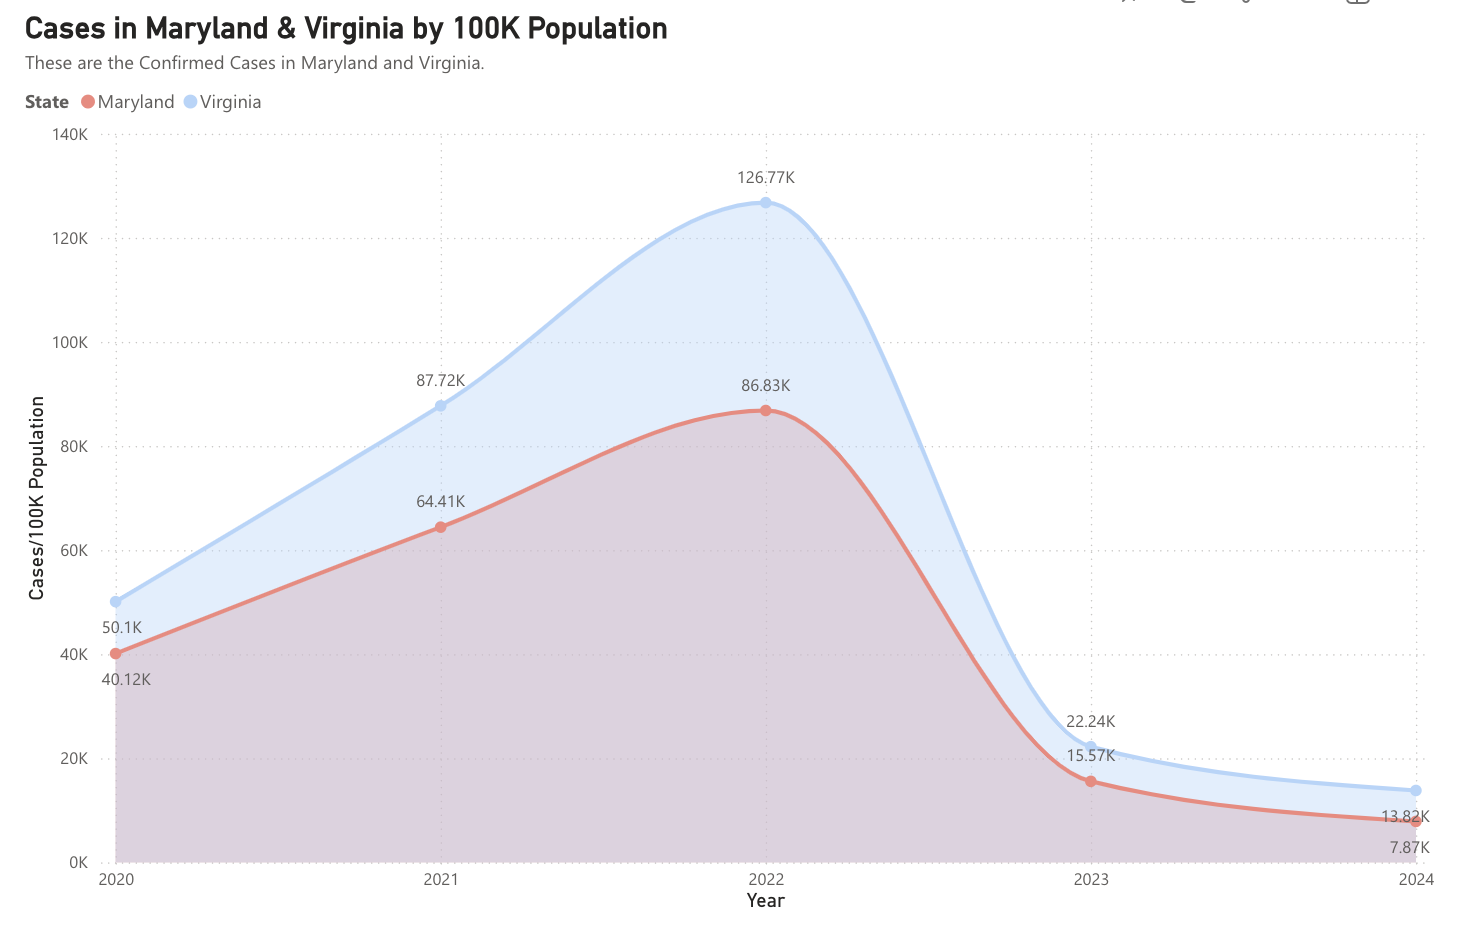 Cases in Maryland & Virginia by 100K Population
These are the Confirmed Cases in Maryland and Virginia.
State Maryland Virginia
Cases/100K Population
140K
120K
100K
80K
60K
40K
20K
0K
126.77K
87.72K
86.83K
64.41K
50.1K
40.12K
22.24K
15.57K
13.82K
7.87K
2020 2021 2022 2023 2024
Year